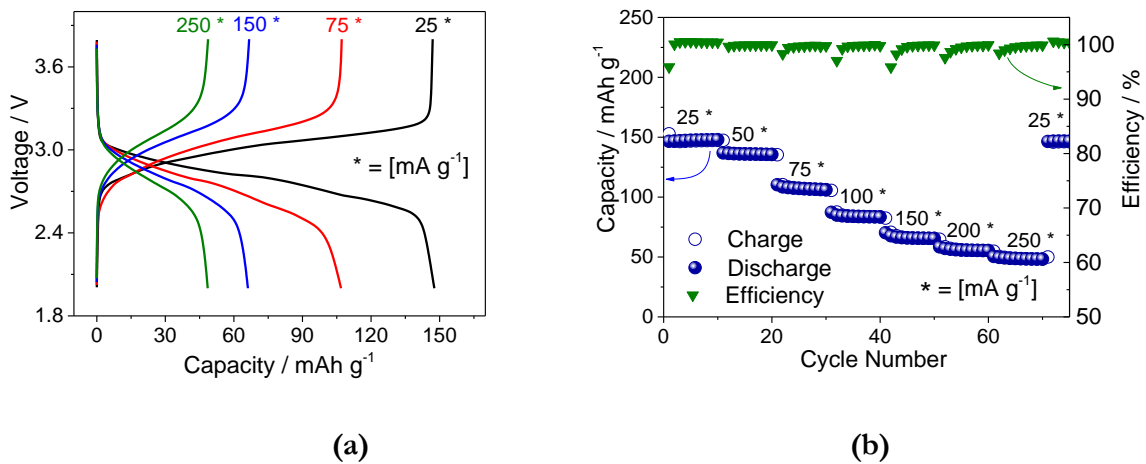 250 * 150 * 75 * 25 *
3.6
3.0
2.4
1.8
Voltage / V
* = [mA g-1]
0 30 60 90 120 150
Capacity / mAh g-1
(a)
250
200
150
100
50
0
Capacity / mAh g-1
25 *
50 *
75 *
100 *
150 *
200 *
250 *
25 *
Charge
Discharge
Efficiency
* = [mA g-1]
0 20 40 60
Cycle Number
100
90
80
70
60
50
Efficiency / %
(b)